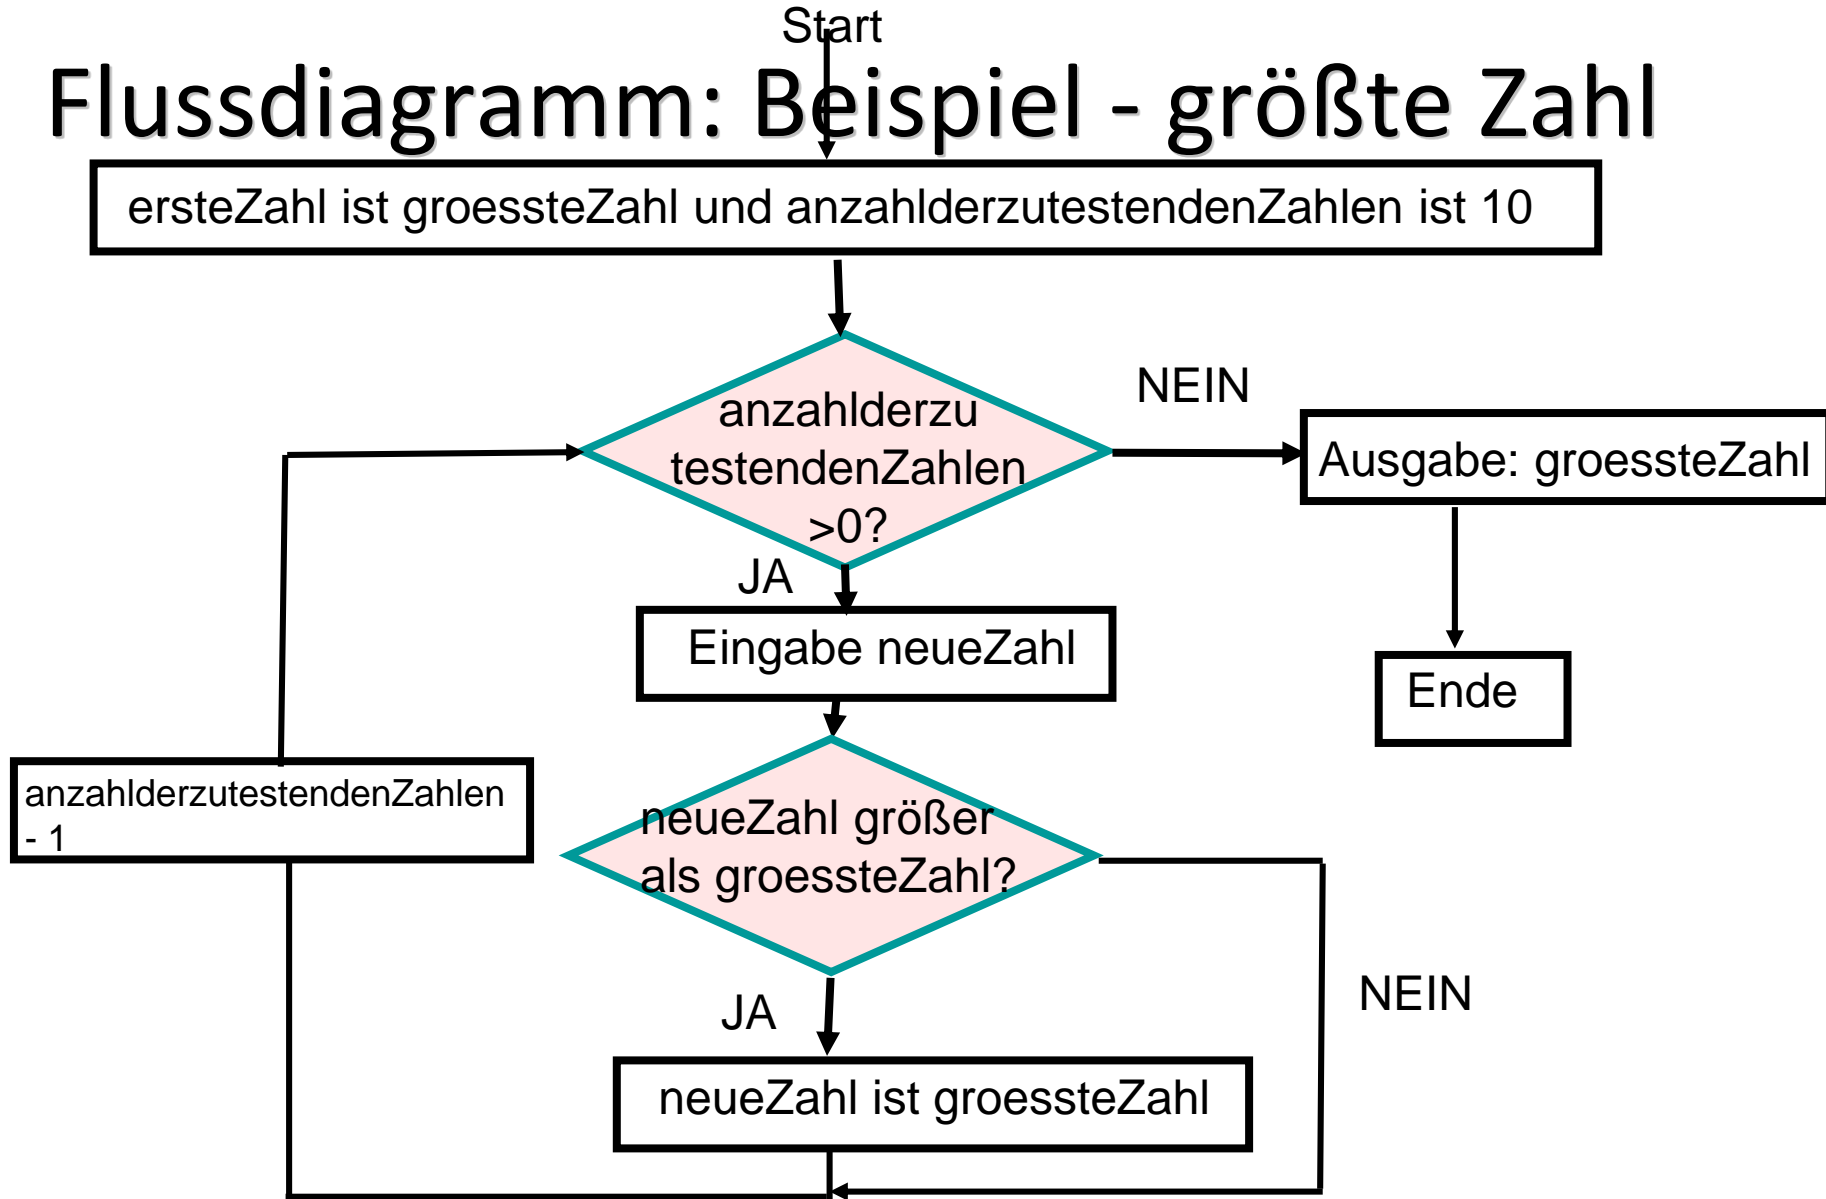 Start
Flussdiagramm: Beispiel - größte Zahl
ersteZahl ist groessteZahl und anzahlderzutestendenZahlen ist 10
anzahlderzu
testendenZahlen
>0?
NEIN
Ausgabe: groessteZahl
JA
Eingabe neueZahl
Ende
anzahlderzutestendenZahlen
- 1
neueZahl größer
als groessteZahl?
NEIN
JA
neueZahl ist groessteZahl